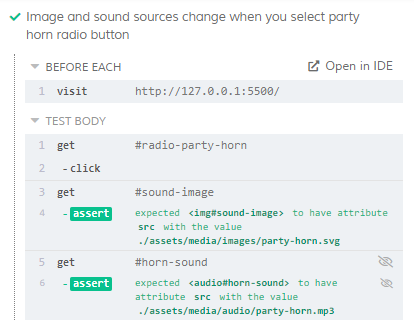 Image and sound sources change when you select party
horn radio button
BEFORE EACH
Open in IDE
1 visit http://127.0.0.1:5500/
TEST BODY
1 get #radio-party-horn
2 -click
3 get #sound-image
4 -assert expected <img#sound-image> to have attribute
src with the value
./assets/media/images/party-horn.svg
5 get #horn-sound
6 -assert expected <audio#horn-sound> to have
attribute src with the value
./assets/media/audio/party-horn.mp3